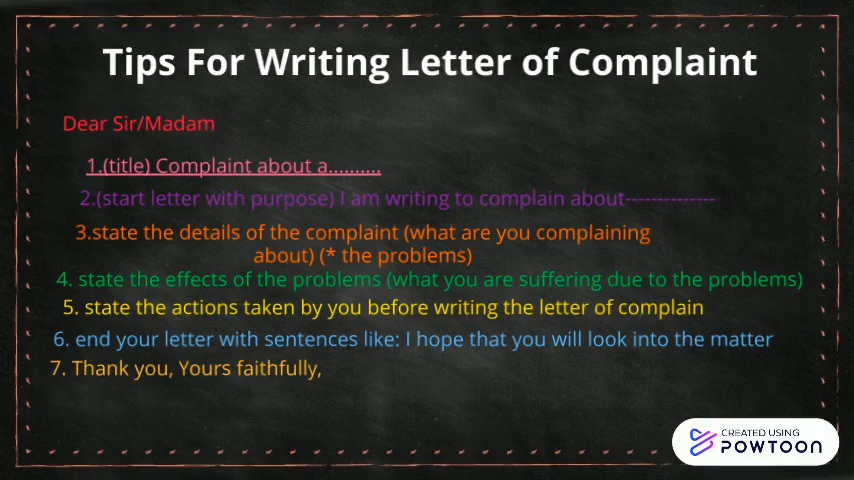 Tips For Writing Letter of Complaint
Dear Sir/Madam
1.(title) Complaint about a..........
2.(start letter with purpose) I am writing to complain about--------------
3.state the details of the complaint (what are you complaining
about) (* the problems)
4. state the effects of the problems (what you are suffering due to the problems)
5. state the actions taken by you before writing the letter of complain
6. end your letter with sentences like: I hope that you will look into the matter
7. Thank you, Yours faithfully,
CREATED USING
POWTOON